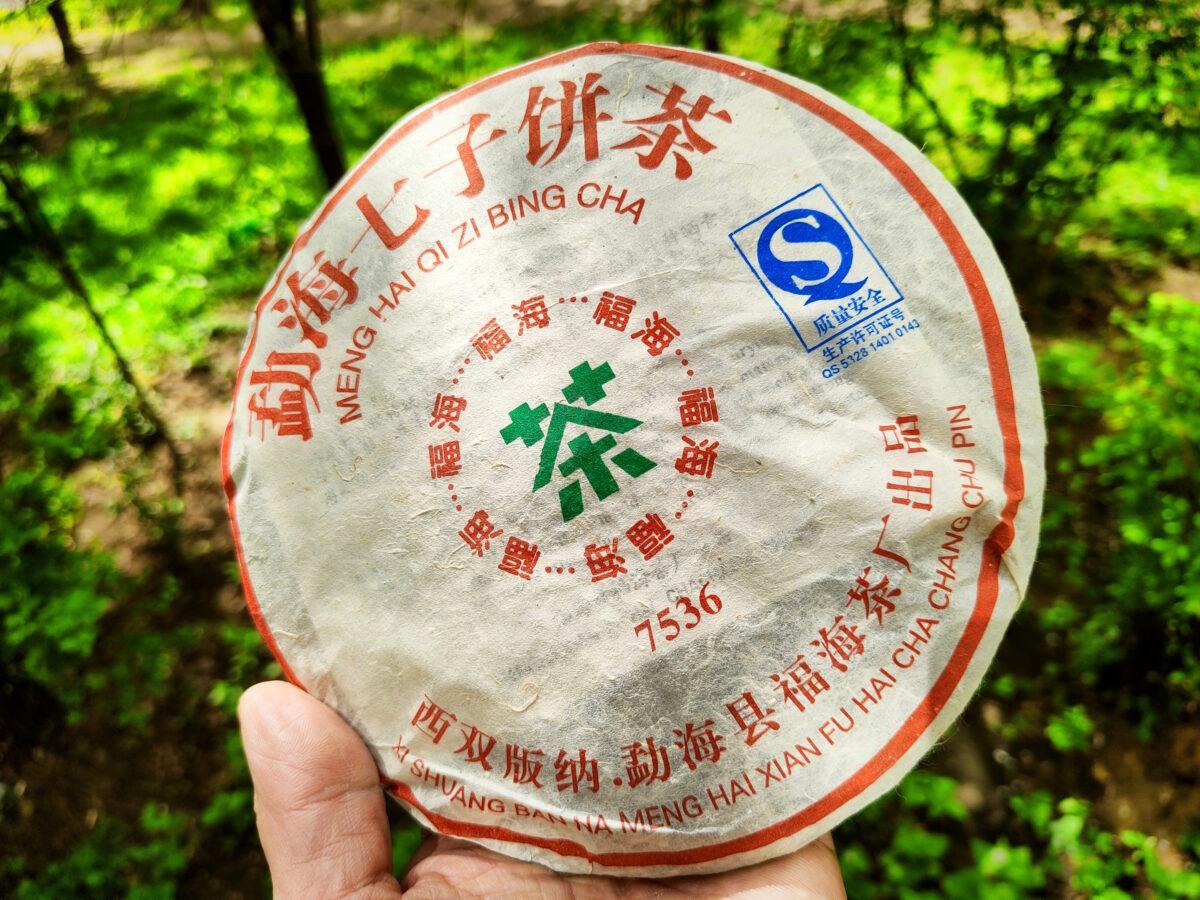 勐海七子饼茶
MENG HAI QI ZI BING CHA
QS
质量安全
生产许可证号
QS 5328 1401 0143
福海…福海…福海…福海…福海…福海…福海…
茶
7536
西双版纳.勐海县福海茶厂出品
XI SHUANG BAN NA MENG HAI XIAN FU HAI CHA CHANG CHU PIN